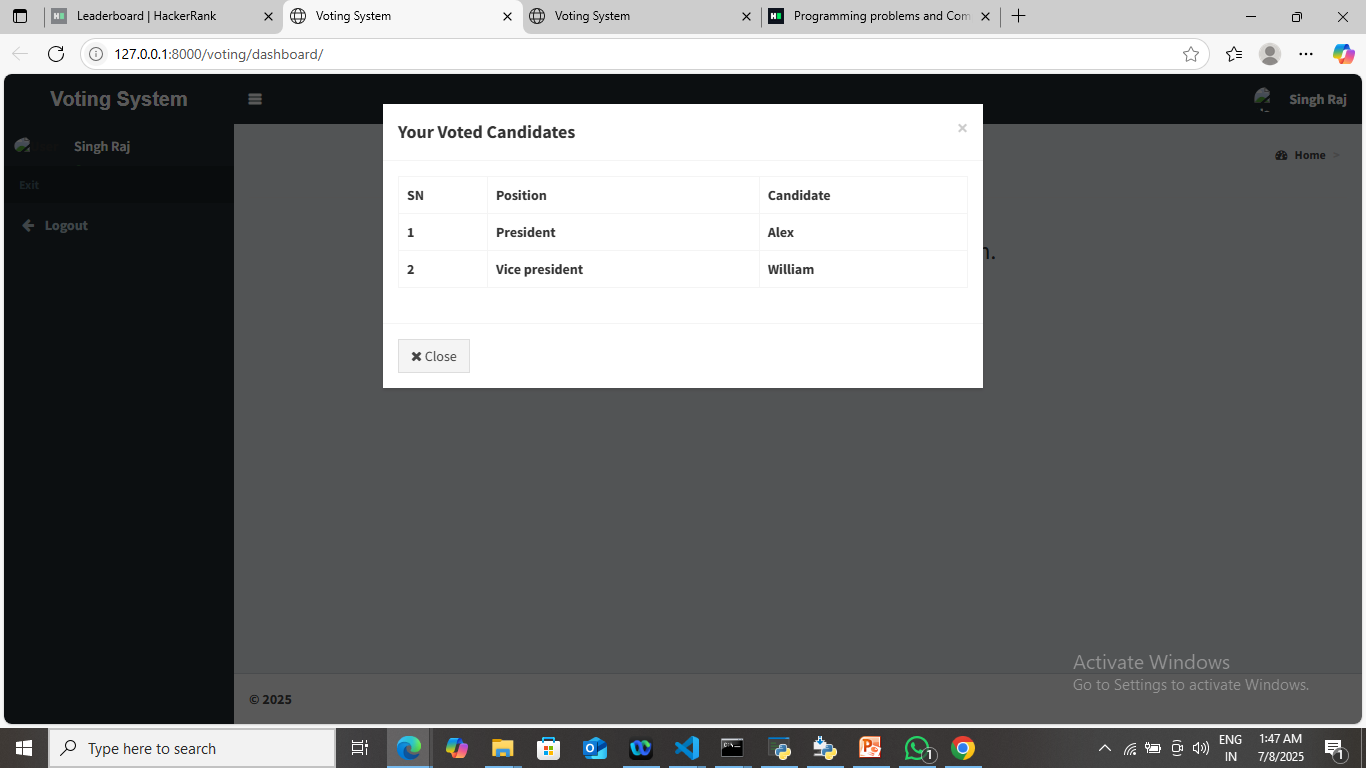 Leaderboard | HackerRank
Voting System
Voting System
Programming problems and Com
127.0.0.1:8000/voting/dashboard/
Voting System
Singh Raj
Singh Raj
Home >
Exit
Logout
Your Voted Candidates
×
SN Position Candidate
1 President Alex
2 Vice president William
n.
Close
Activate Windows
Go to Settings to activate Windows.
© 2025
Type here to search
1
ENG
IN
1:47 AM
7/8/2025
1